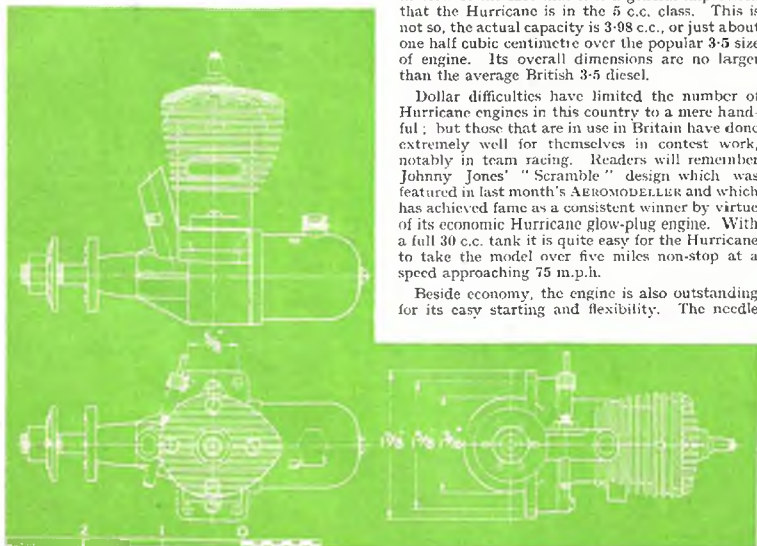 that the Hurricane is in the 5 c.c. class. This is
not so, the actual capacity is 3·98 c.c., or just about
one half cubic centimetre over the popular 3·5 size
of engine. Its overall dimensions are no larger
than the average British 3·5 diesel.
Dollar difficulties have limited the number of
Hurricane engines in this country to a mere hand-
ful ; but those that are in use in Britain have done
extremely well for themselves in contest work,
notably in team racing. Readers will remember
Johnny Jones' " Scramble " design which was
featured in last month's AEROMODELLER and which
has achieved fame as a consistent winner by virtue
of its economic Hurricane glow-plug engine. With
a full 30 c.c. tank it is quite easy for the Hurricane
to take the model over five miles non-stop at a
speed approaching 75 m.p.h.
Beside economy, the engine is also outstanding
for its easy starting and flexibility. The needle
2 1 0